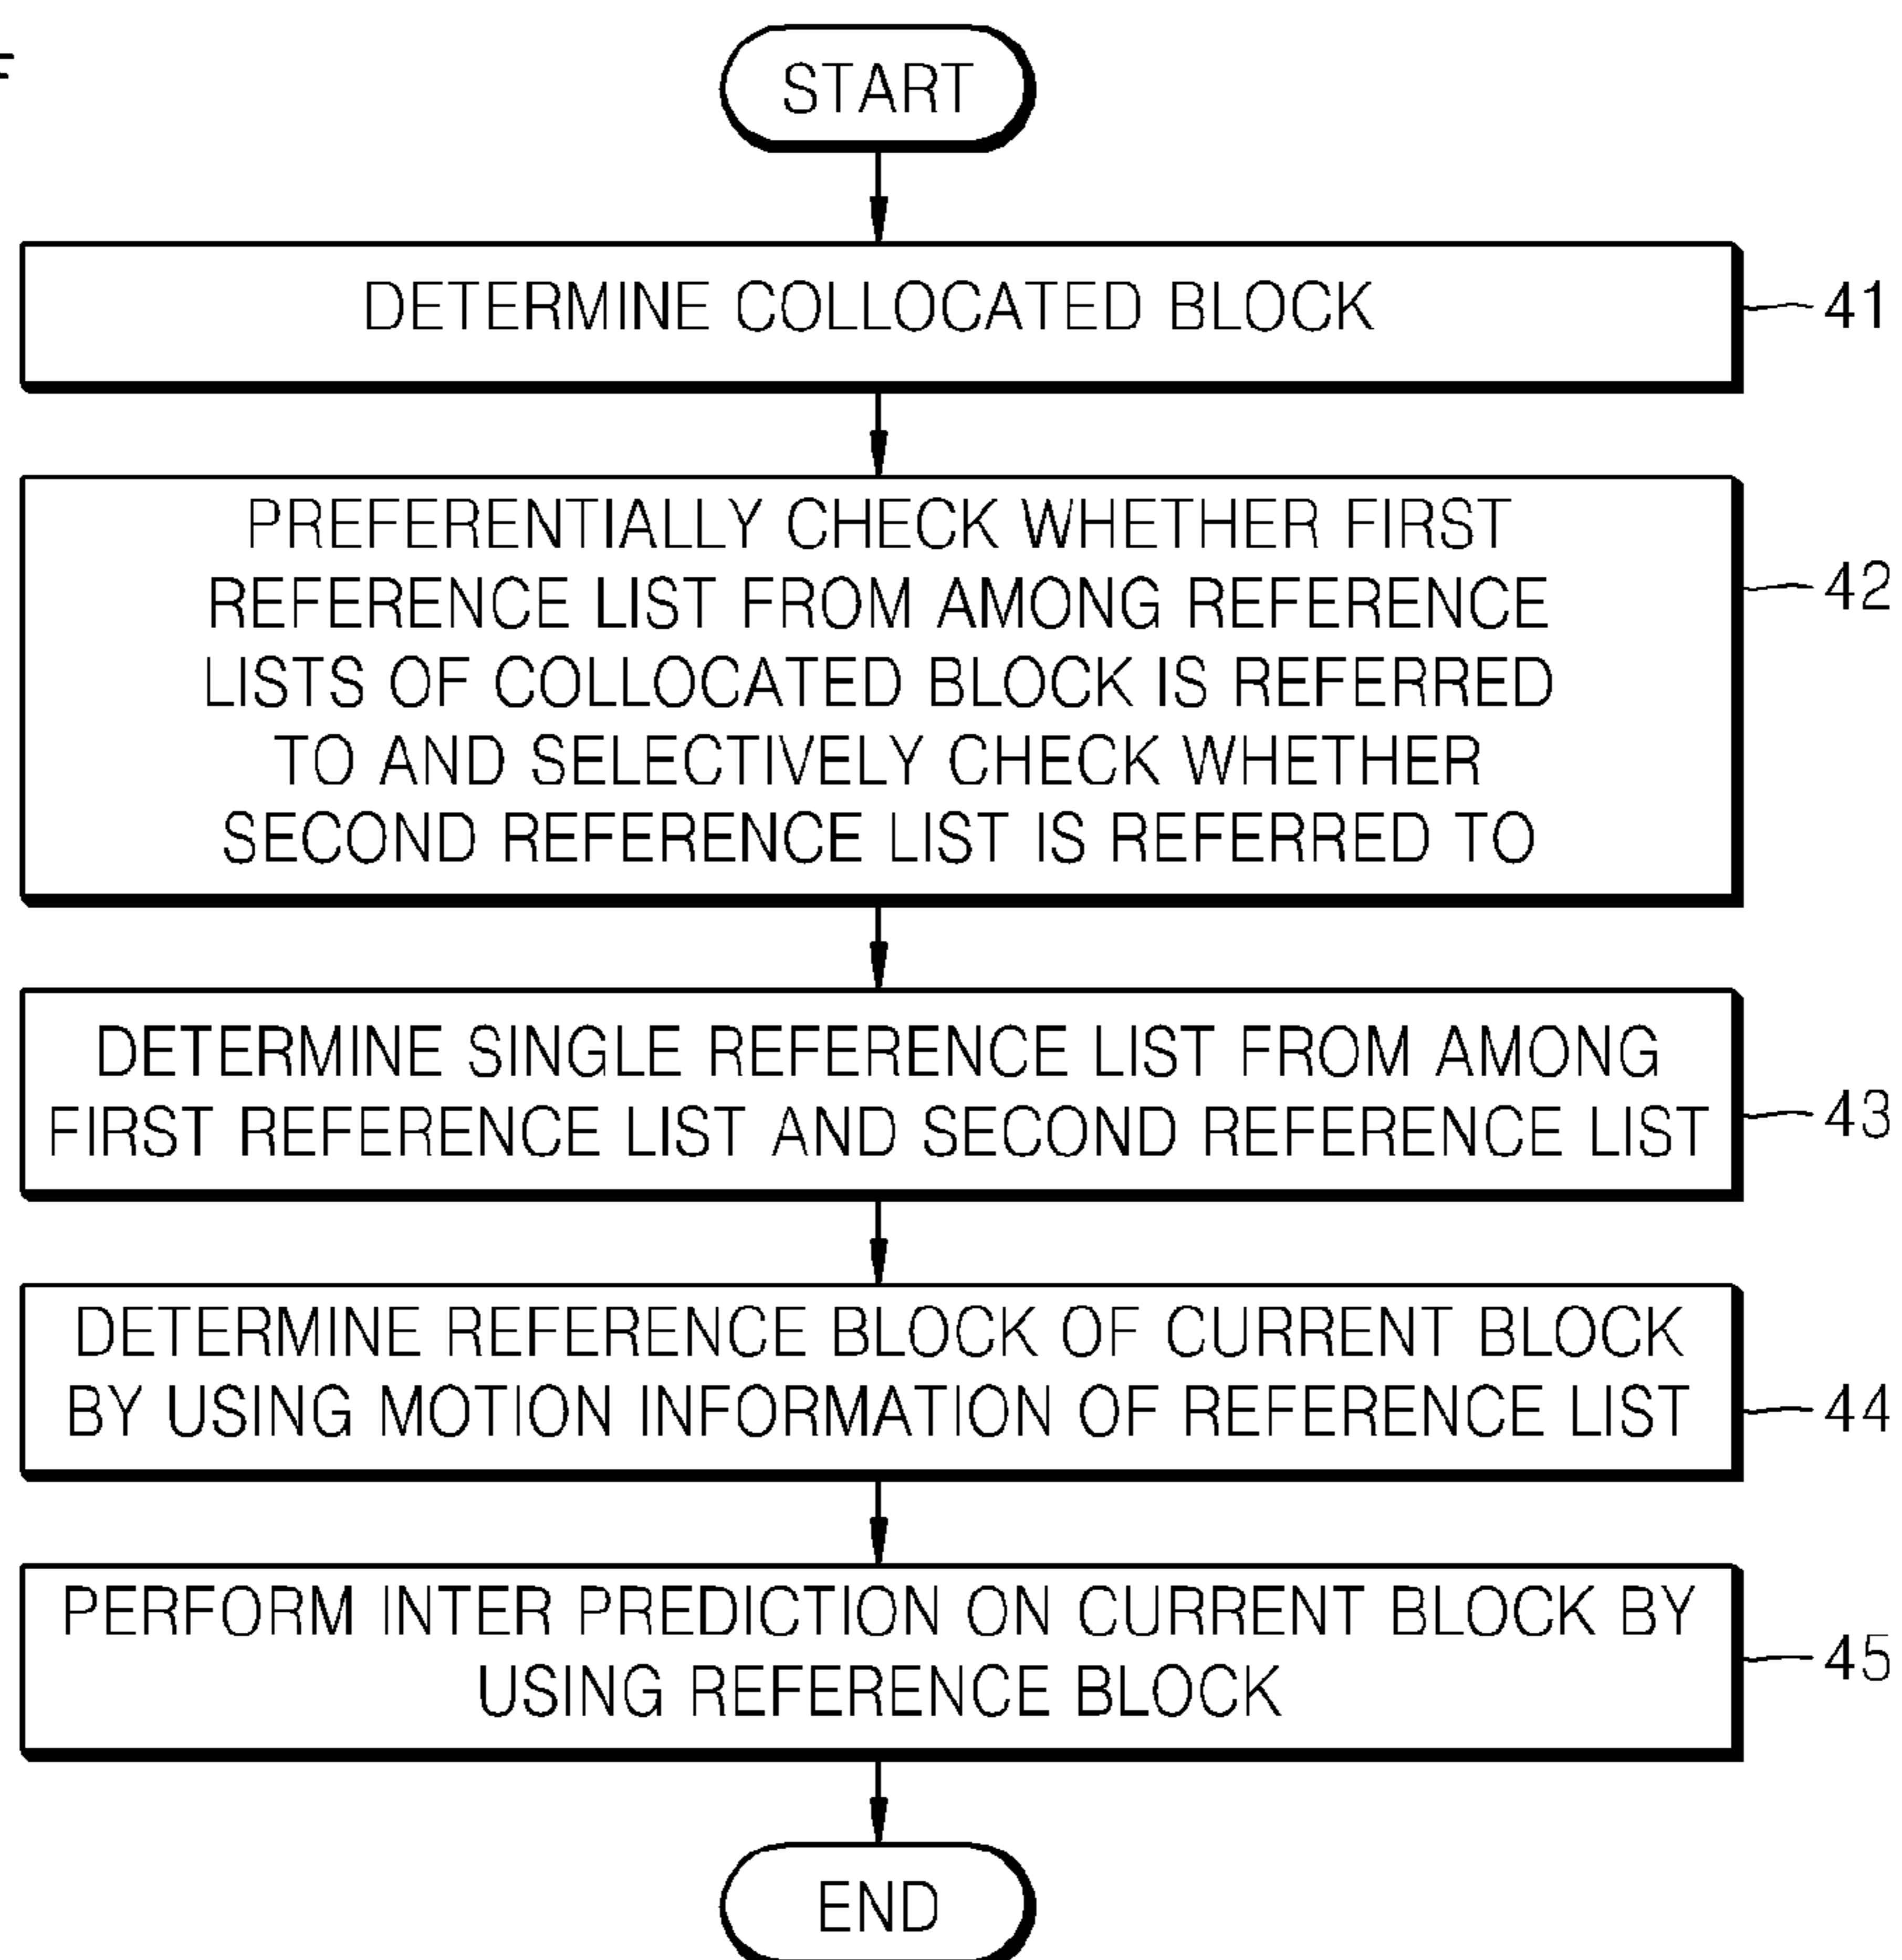 START
DETERMINE COLLOCATED BLOCK
41
PREFERENTIALLY CHECK WHETHER FIRST
REFERENCE LIST FROM AMONG REFERENCE
LISTS OF COLLOCATED BLOCK IS REFERRED
TO AND SELECTIVELY CHECK WHETHER
SECOND REFERENCE LIST IS REFERRED TO
42
DETERMINE SINGLE REFERENCE LIST FROM AMONG
FIRST REFERENCE LIST AND SECOND REFERENCE LIST
43
DETERMINE REFERENCE BLOCK OF CURRENT BLOCK
BY USING MOTION INFORMATION OF REFERENCE LIST
44
PERFORM INTER PREDICTION ON CURRENT BLOCK BY
USING REFERENCE BLOCK
45
END